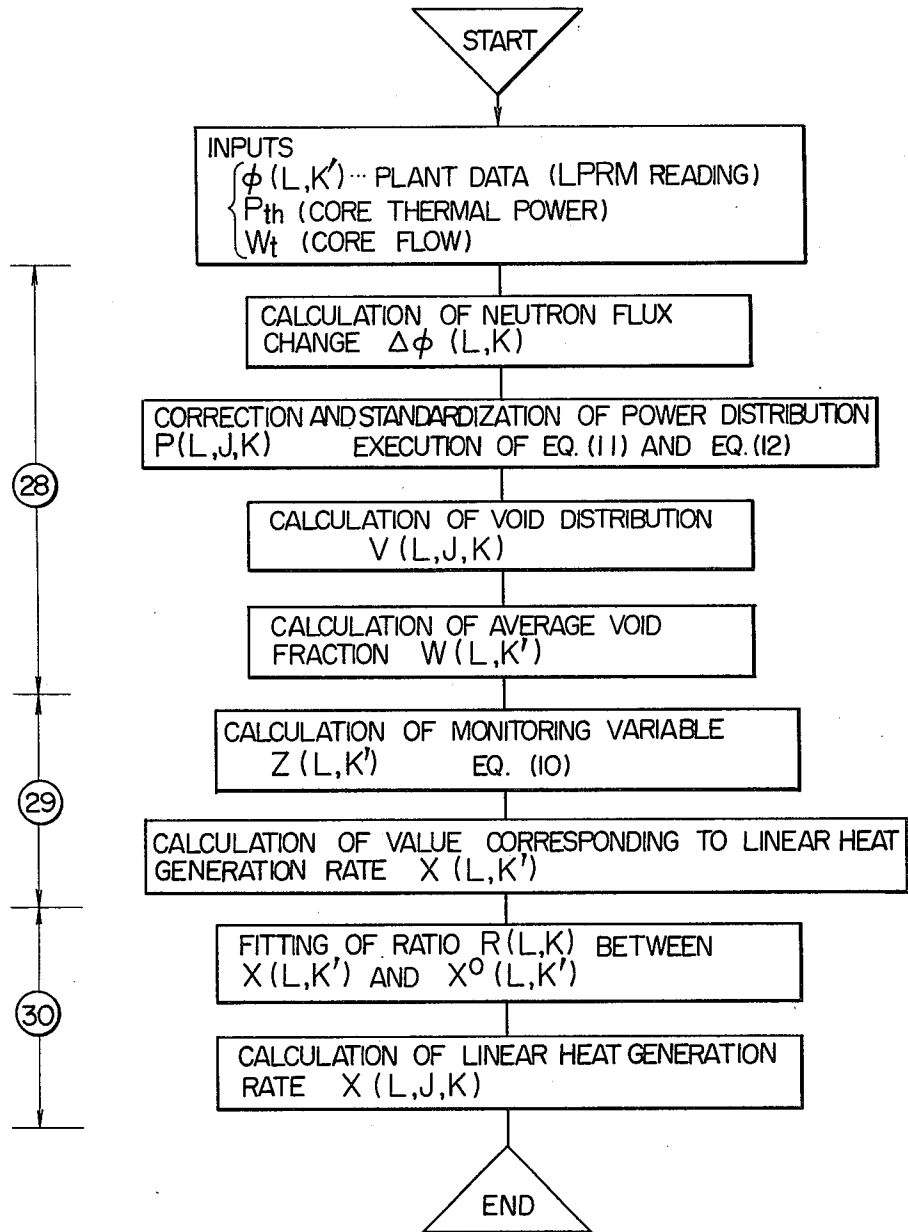 START
INPUTS
ϕ (L,K′) ··· PLANT DATA (LPRM READING)
Pth (CORE THERMAL POWER)
Wt (CORE FLOW)
CALCULATION OF NEUTRON FLUX
CHANGE Δϕ (L,K)
CORRECTION AND STANDARDIZATION OF POWER DISTRIBUTION
P(L,J,K) EXECUTION OF EQ. (11) AND EQ. (12)
28
CALCULATION OF VOID DISTRIBUTION
V (L,J,K)
CALCULATION OF AVERAGE VOID
FRACTION W (L,K′)
CALCULATION OF MONITORING VARIABLE
Z (L,K′) EQ. (10)
29
CALCULATION OF VALUE CORRESPONDING TO LINEAR HEAT
GENERATION RATE X (L,K′)
FITTING OF RATIO R(L,K) BETWEEN
X(L,K′) AND X⁰ (L,K′)
30
CALCULATION OF LINEAR HEAT GENERATION
RATE X (L,J,K)
END